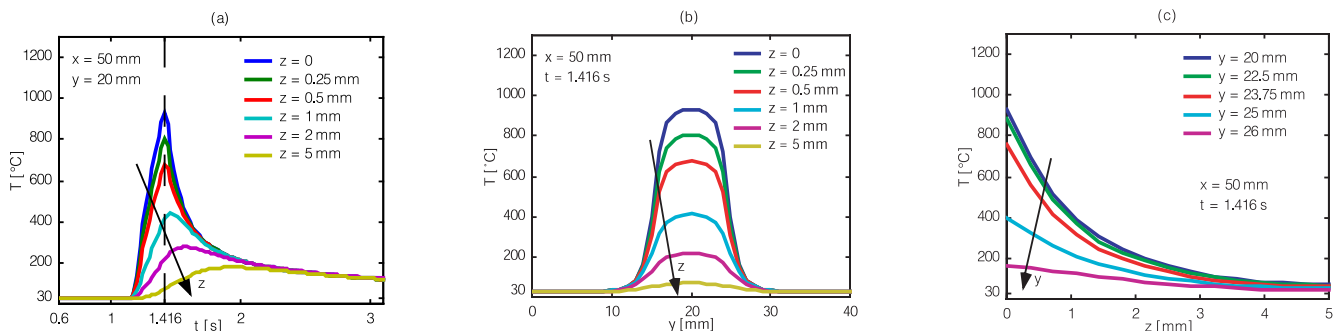 (a)
1200
1000
800
600
400
200
30
T [°C]
x = 50 mm
y = 20 mm
z = 0
z = 0.25 mm
z = 0.5 mm
z = 1 mm
z = 2 mm
z = 5 mm
z
0.6
1
1.416
2
3
t [s]
(b)
1200
1000
800
600
400
200
30
T [°C]
x = 50 mm
t = 1.416 s
z = 0
z = 0.25 mm
z = 0.5 mm
z = 1 mm
z = 2 mm
z = 5 mm
z
0
10
20
30
40
y [mm]
(c)
1200
1000
800
600
400
200
30
T [°C]
y = 20 mm
y = 22.5 mm
y = 23.75 mm
y = 25 mm
y = 26 mm
x = 50 mm
t = 1.416 s
y
0
1
2
3
4
5
z [mm]